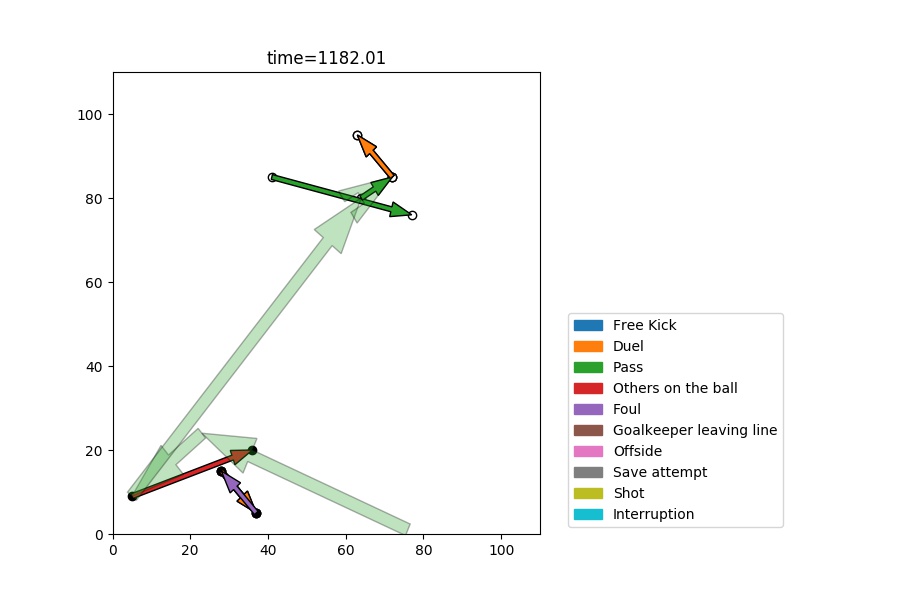 time=1182.01
100
80
60
40
20
0
0 20 40 60 80 100
Free Kick
Duel
Pass
Others on the ball
Foul
Goalkeeper leaving line
Offside
Save attempt
Shot
Interruption